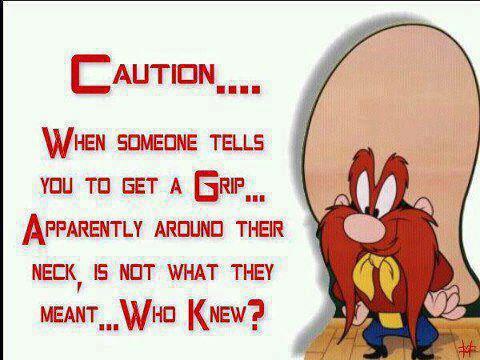 Caution....
When someone tells
you to get a Grip...
Apparently around their
neck, is not what they
meant...Who Knew?